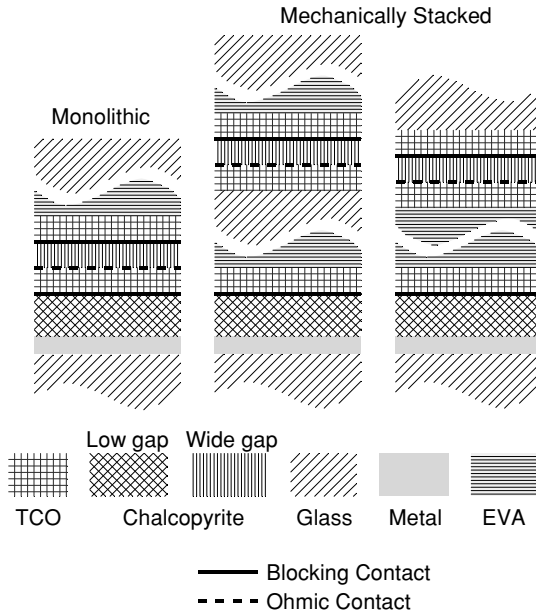 Mechanically Stacked
Monolithic
Low gap Wide gap
TCO Chalcopyrite Glass Metal EVA
Blocking Contact
Ohmic Contact